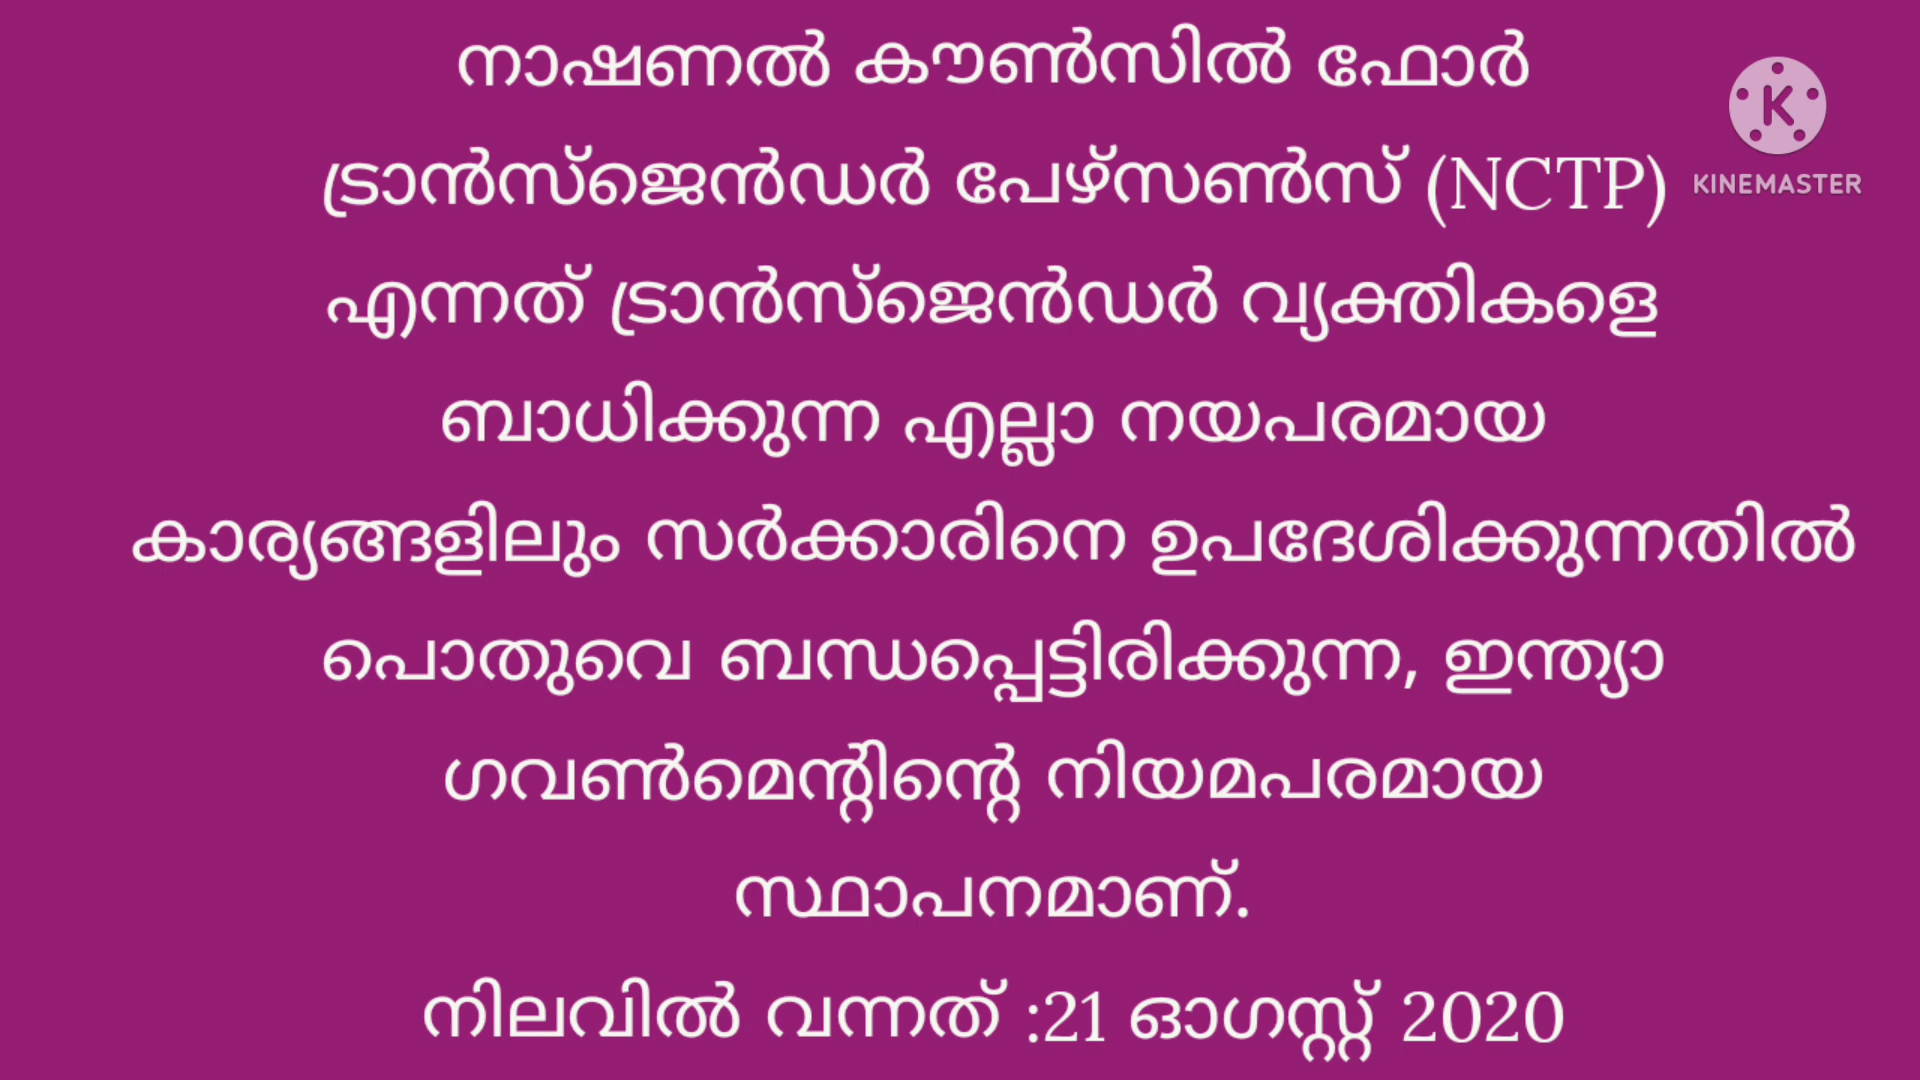 നാഷണൽ കൗൺസിൽ ഫോർ
ട്രാൻസ്ജെൻഡർ പേഴ്സൺസ് (NCTP)
എന്നത് ട്രാൻസ്ജെൻഡർ വ്യക്തികളെ
ബാധിക്കുന്ന എല്ലാ നയപരമായ
കാര്യങ്ങളിലും സർക്കാരിനെ ഉപദേശിക്കുന്നതിൽ
പൊതുവെ ബന്ധപ്പെട്ടിരിക്കുന്ന, ഇന്ത്യാ
ഗവൺമെന്റിന്റെ നിയമപരമായ
സ്ഥാപനമാണ്.
നിലവിൽ വന്നത് :21 ഓഗസ്റ്റ് 2020
K
KINEMASTER